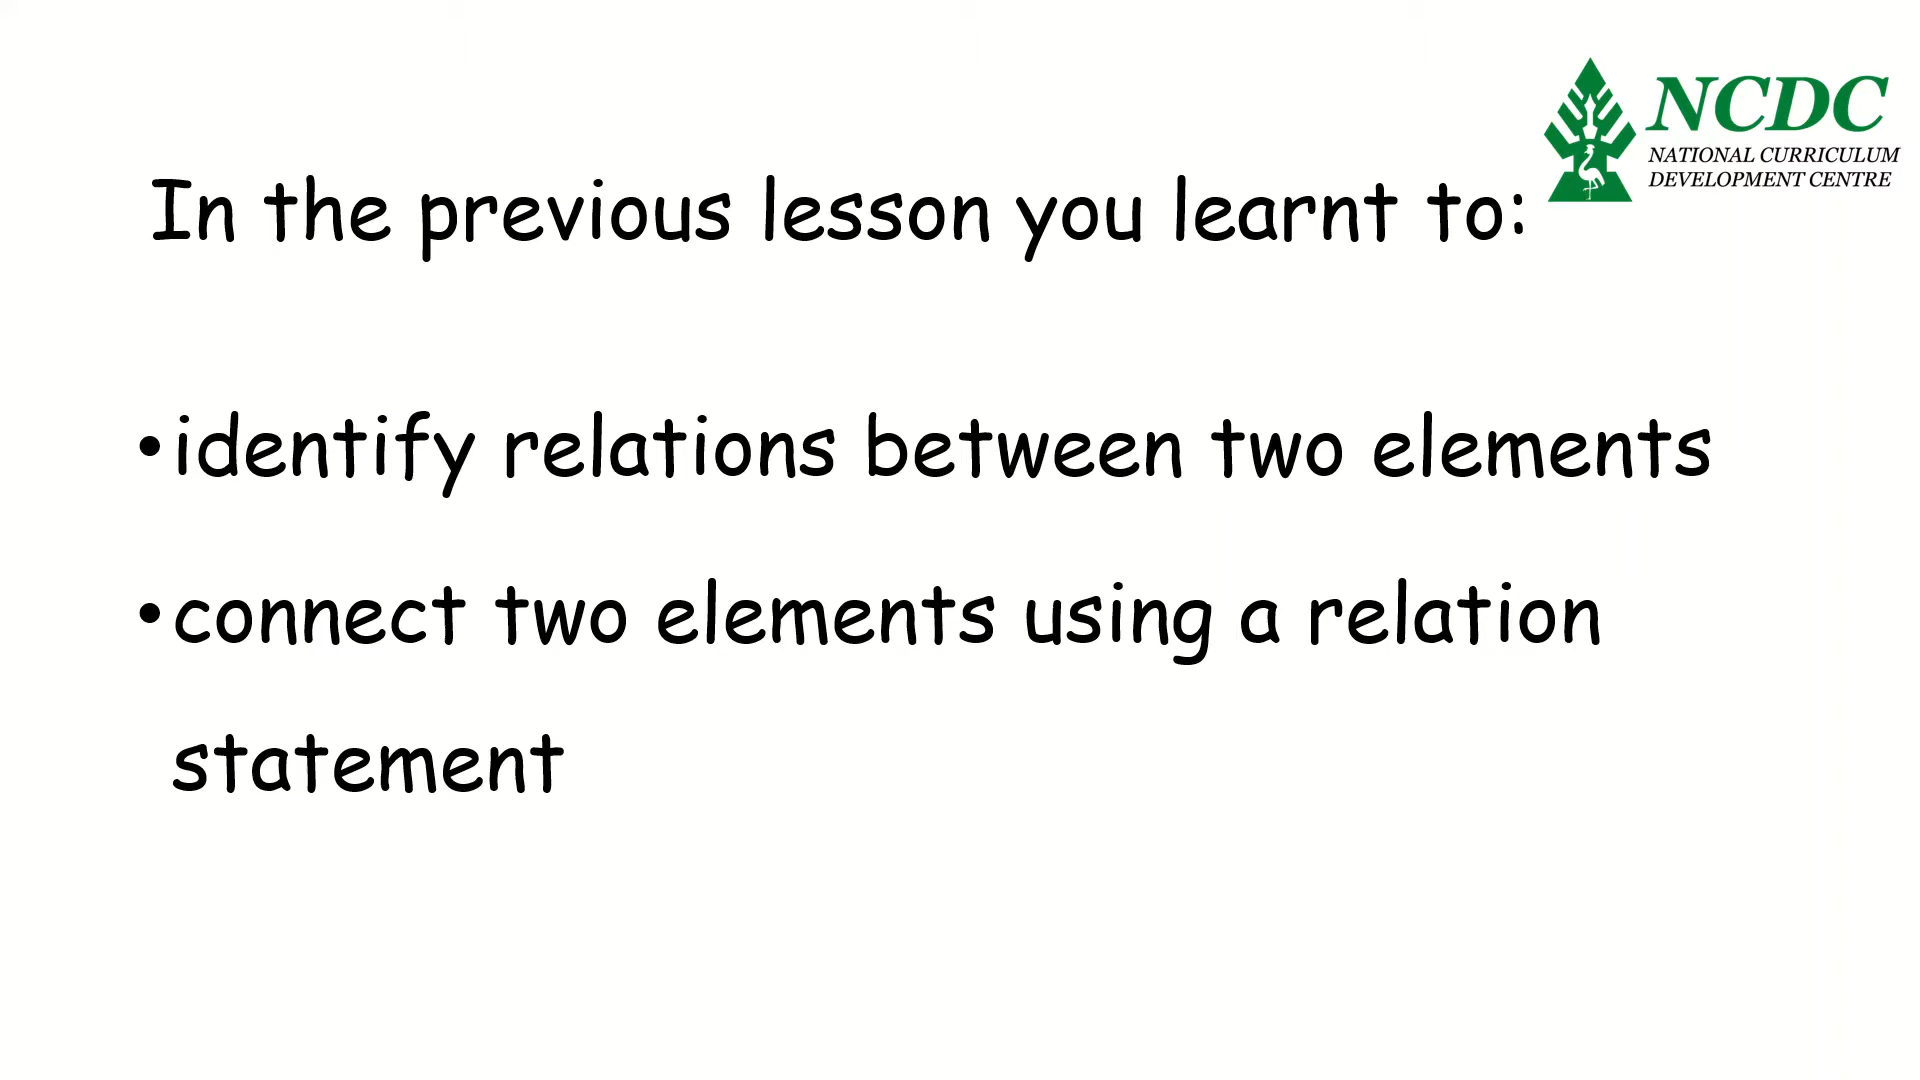 NCDC
NATIONAL CURRICULUM
DEVELOPMENT CENTRE
In the previous lesson you learnt to:
•identify relations between two elements
•connect two elements using a relation
statement